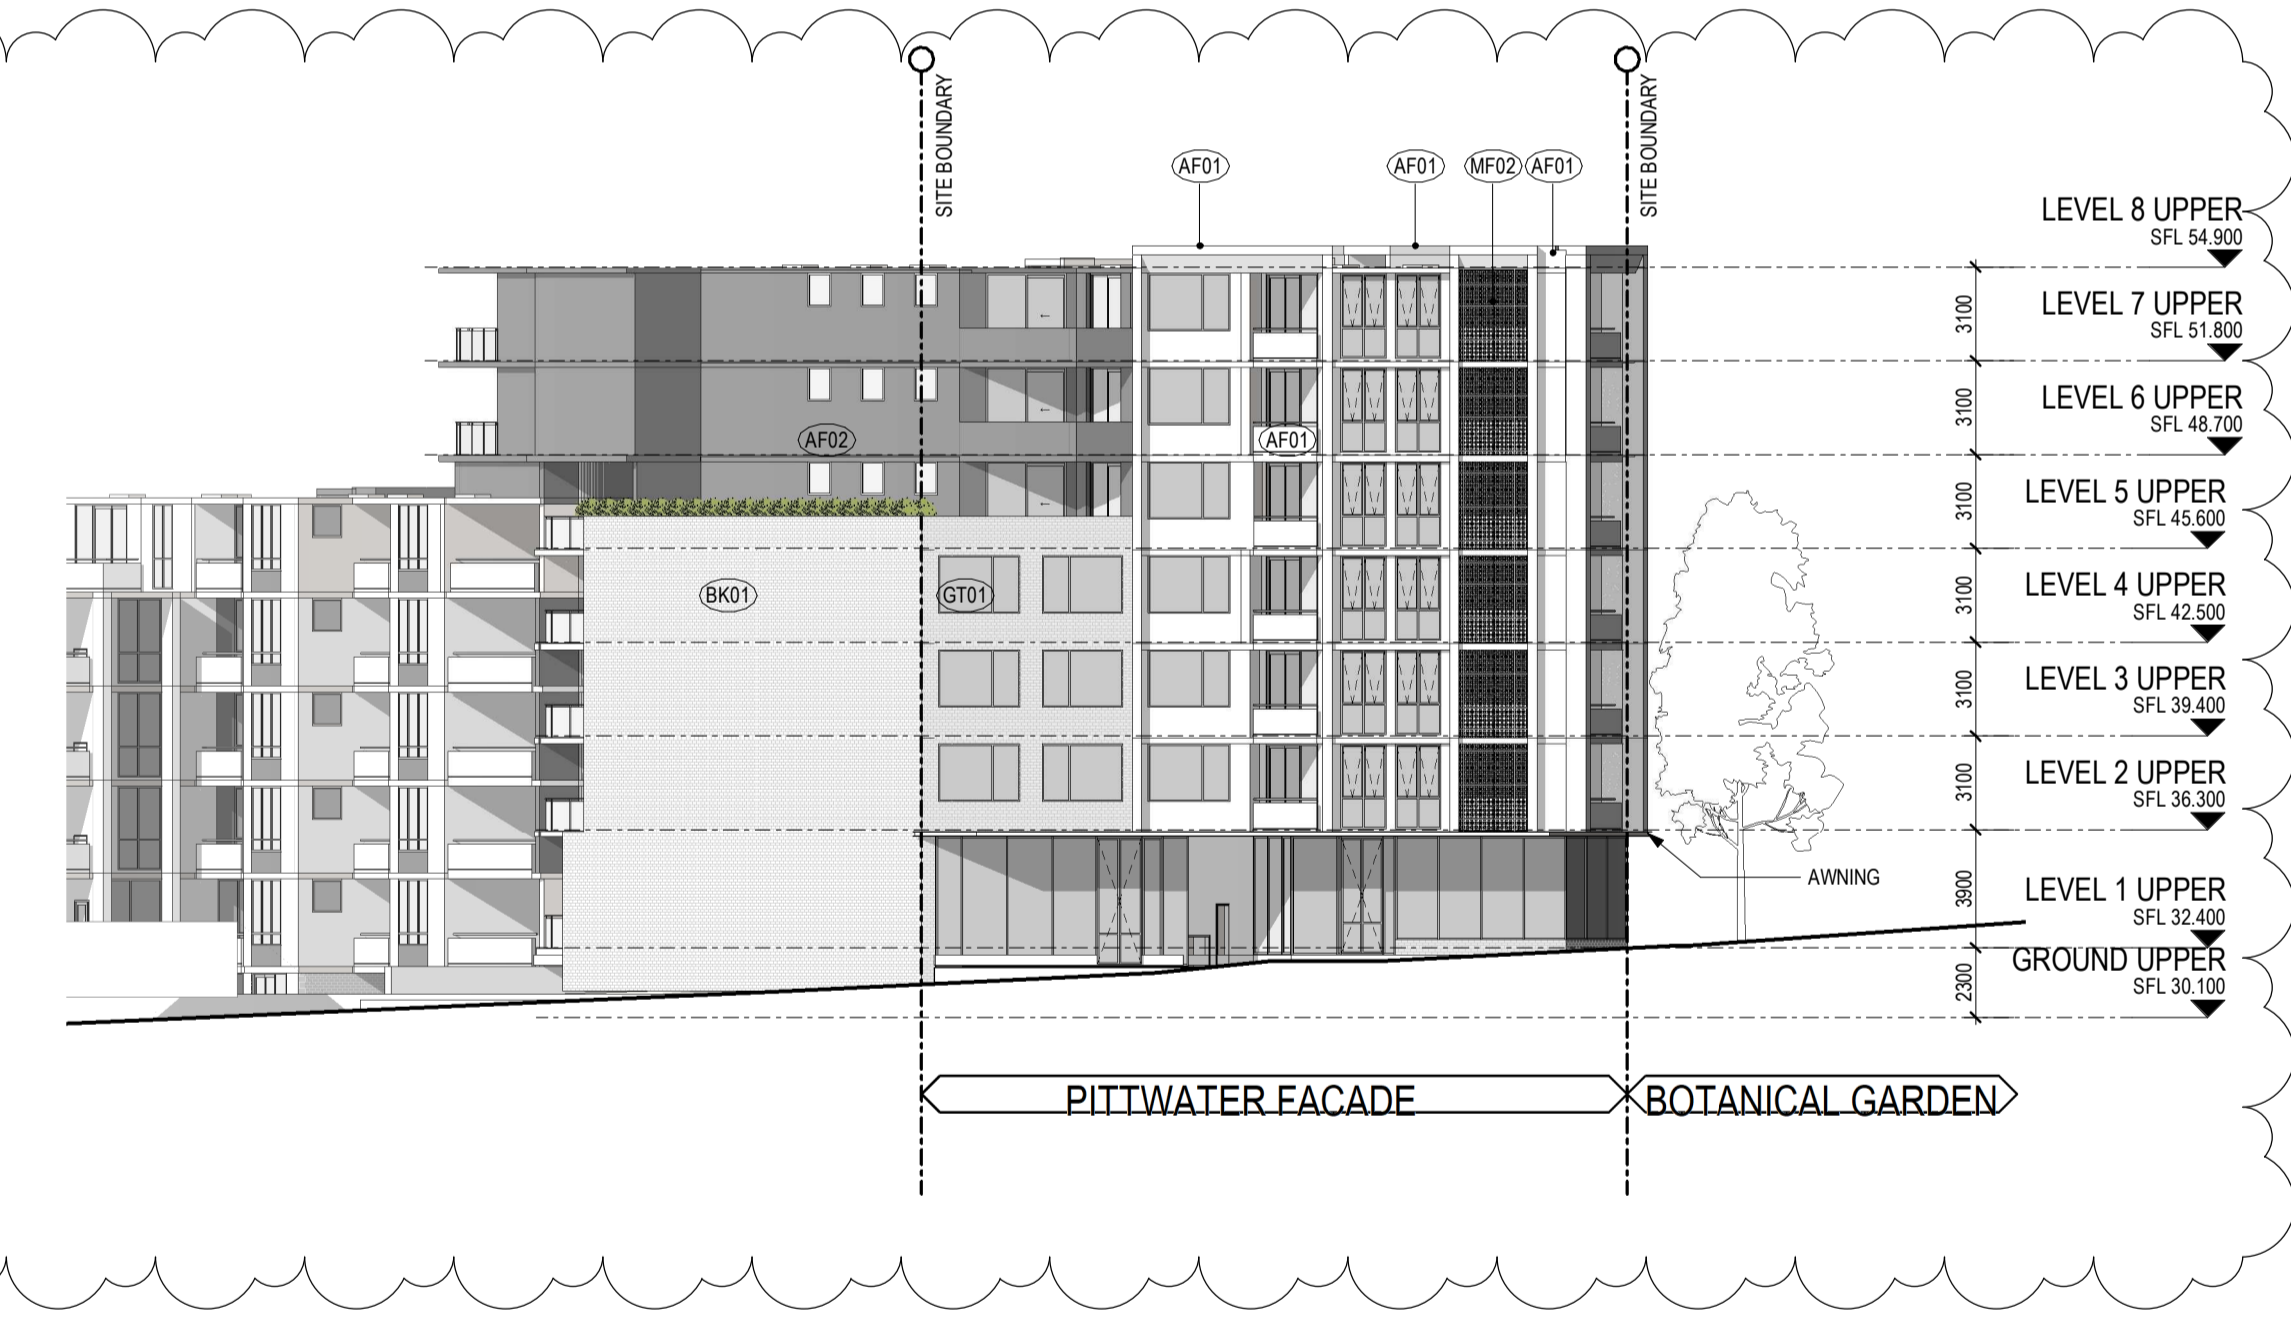 SITE BOUNDARY
SITE BOUNDARY
AF01
AF01
MF02
AF01
LEVEL 8 UPPER
SFL 54.900
3100
LEVEL 7 UPPER
SFL 51.800
3100
LEVEL 6 UPPER
SFL 48.700
AF02
AF01
3100
LEVEL 5 UPPER
SFL 45.600
3100
LEVEL 4 UPPER
SFL 42.500
BK01
GT01
3100
LEVEL 3 UPPER
SFL 39.400
3100
LEVEL 2 UPPER
SFL 36.300
AWNING
3900
LEVEL 1 UPPER
SFL 32.400
2300
GROUND UPPER
SFL 30.100
PITTWATER FACADE
BOTANICAL GARDEN